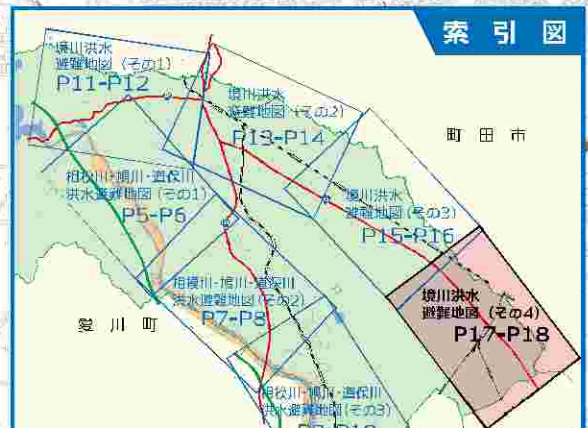 索引図
境川洪水
避難地図(その1)
P11-P12
境川洪水
避難地図(その2)
P13-P14
町田市
相模川・鳩川・道保川
洪水避難地図(その1)
P5-P6
境川洪水
避難地図(その3)
P15-P16
相模川・鳩川・道保川
洪水避難地図(その2)
P7-P8
境川洪水
避難地図(その4)
P17-P18
愛川町
相模川・鳩川・道保川
洪水避難地図(その3)